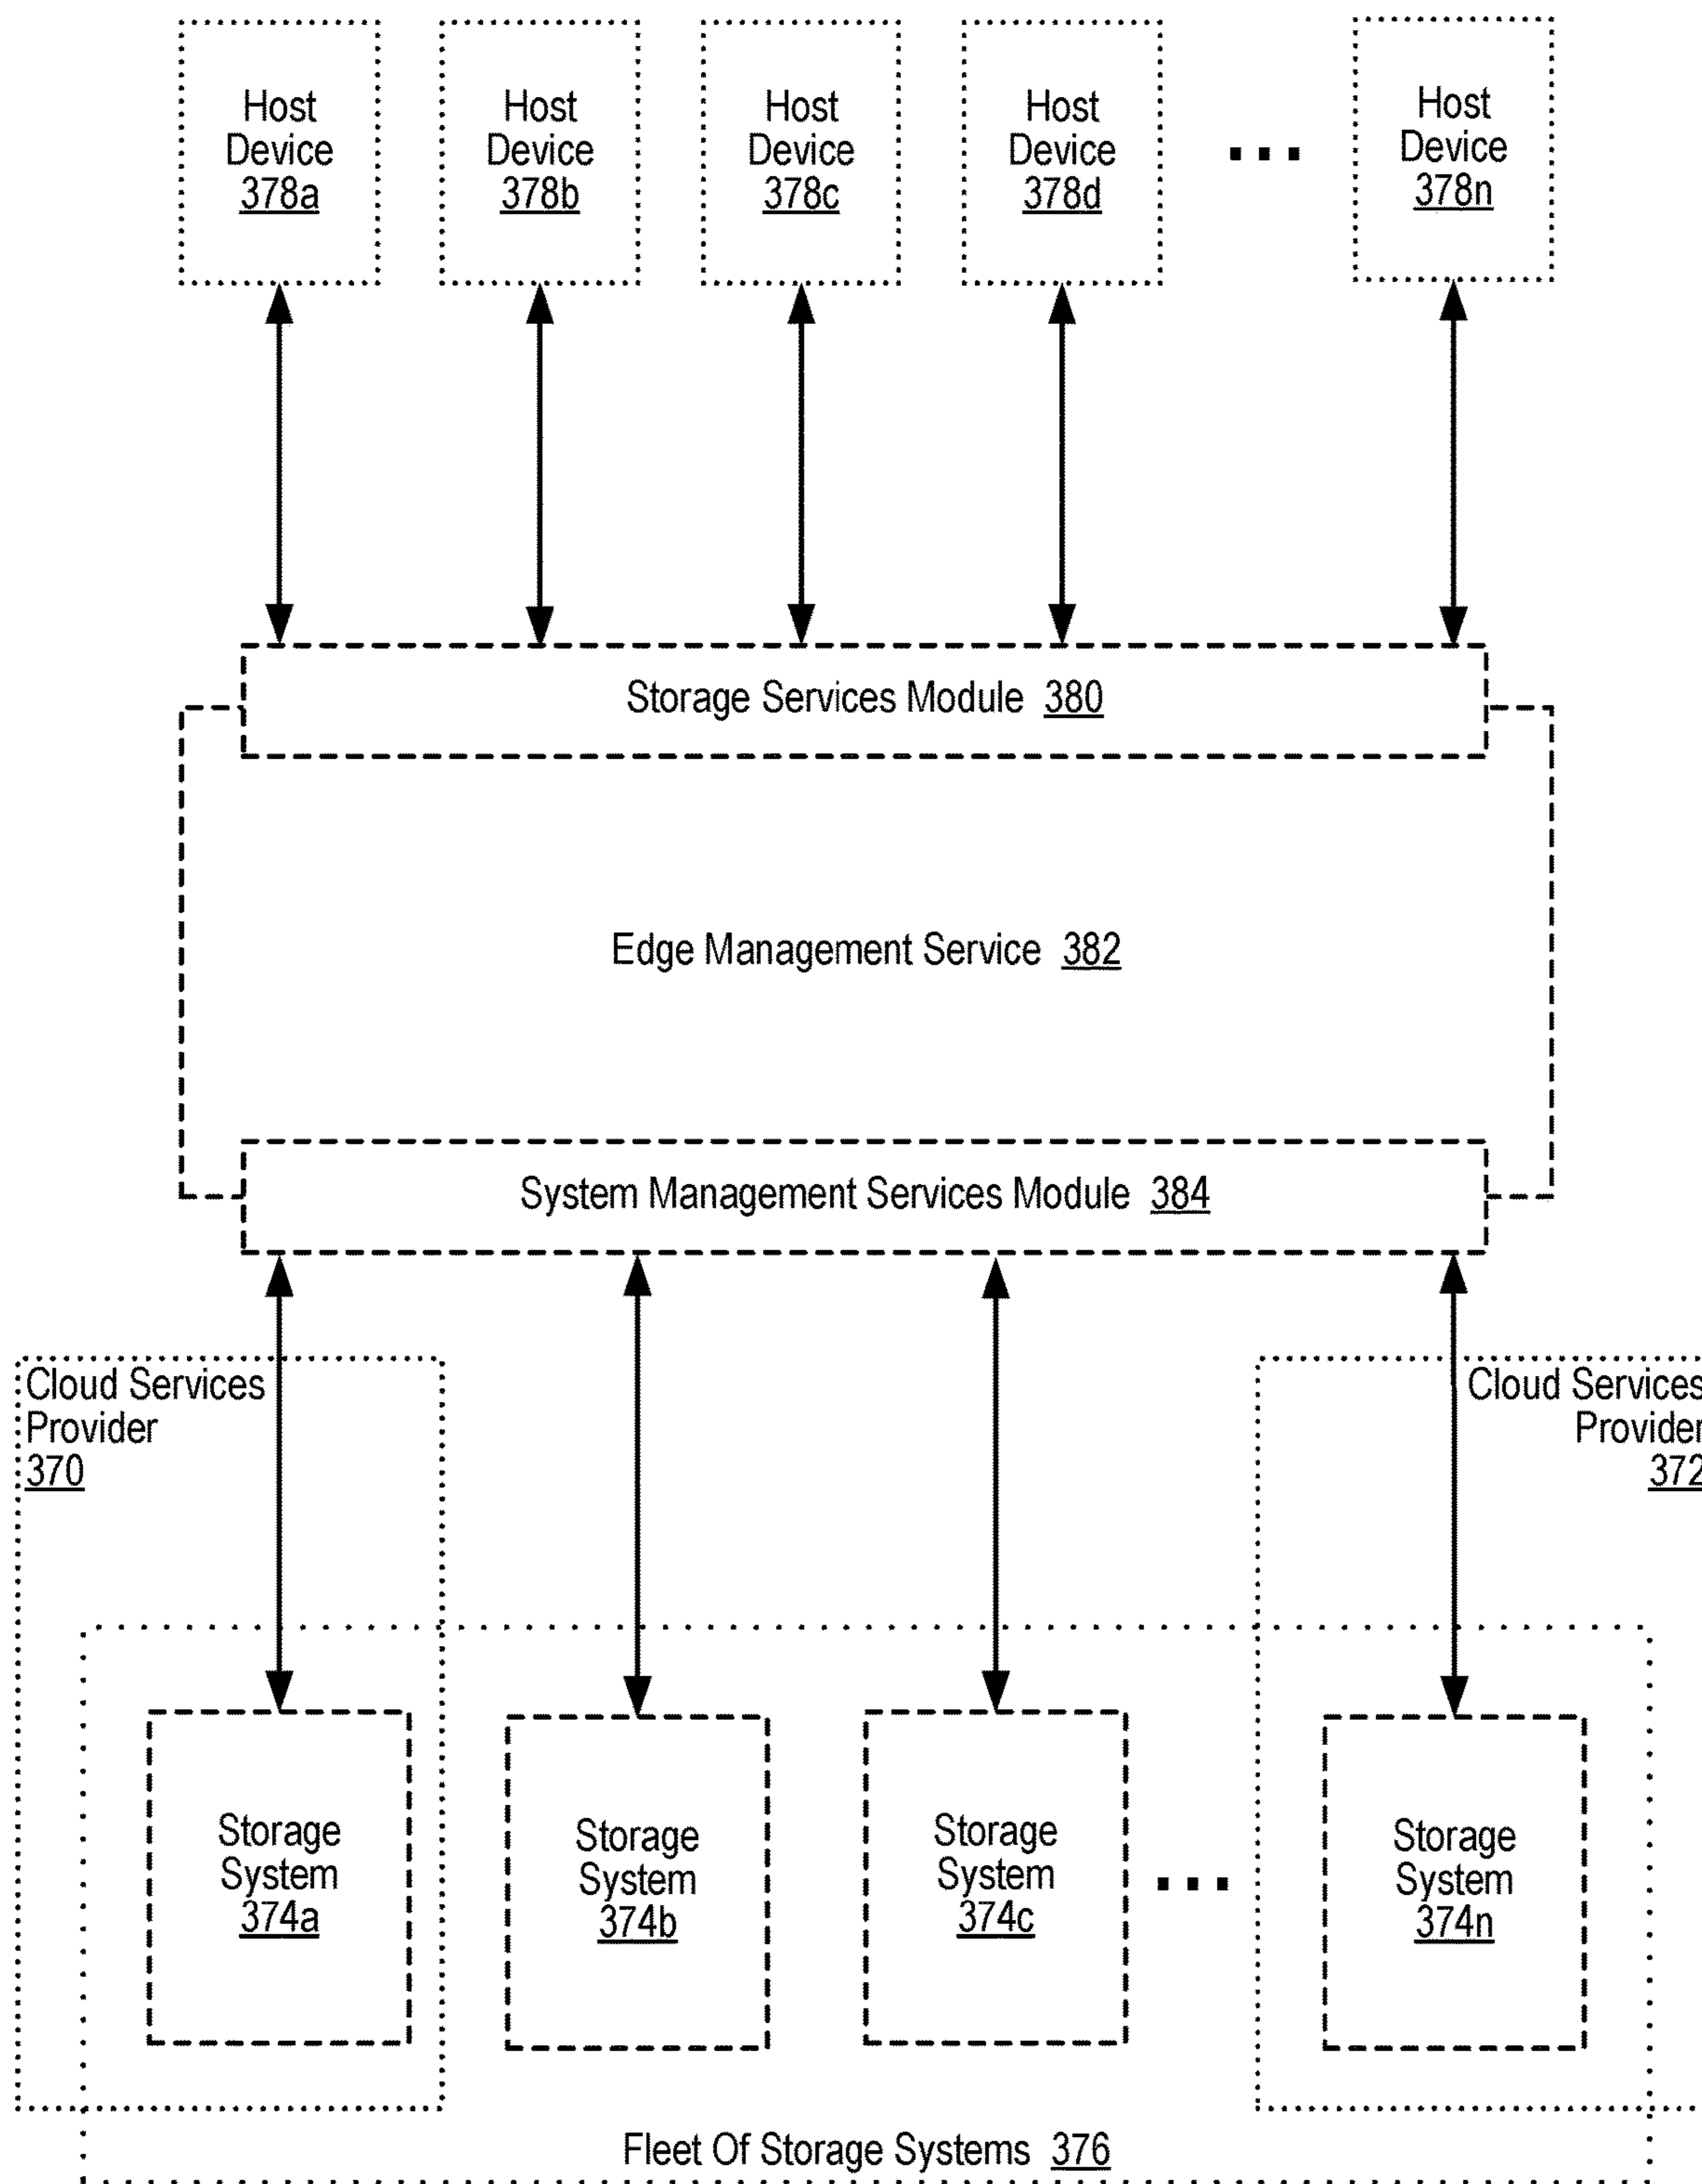 Host
Device
378a
Host
Device
378b
Host
Device
378c
Host
Device
378d
...
Host
Device
378n
Storage Services Module 380
Edge Management Service 382
System Management Services Module 384
Cloud Services
Provider
370
Cloud Services
Provider
372
Storage
System
374a
Storage
System
374b
Storage
System
374c
...
Storage
System
374n
Fleet Of Storage Systems 376